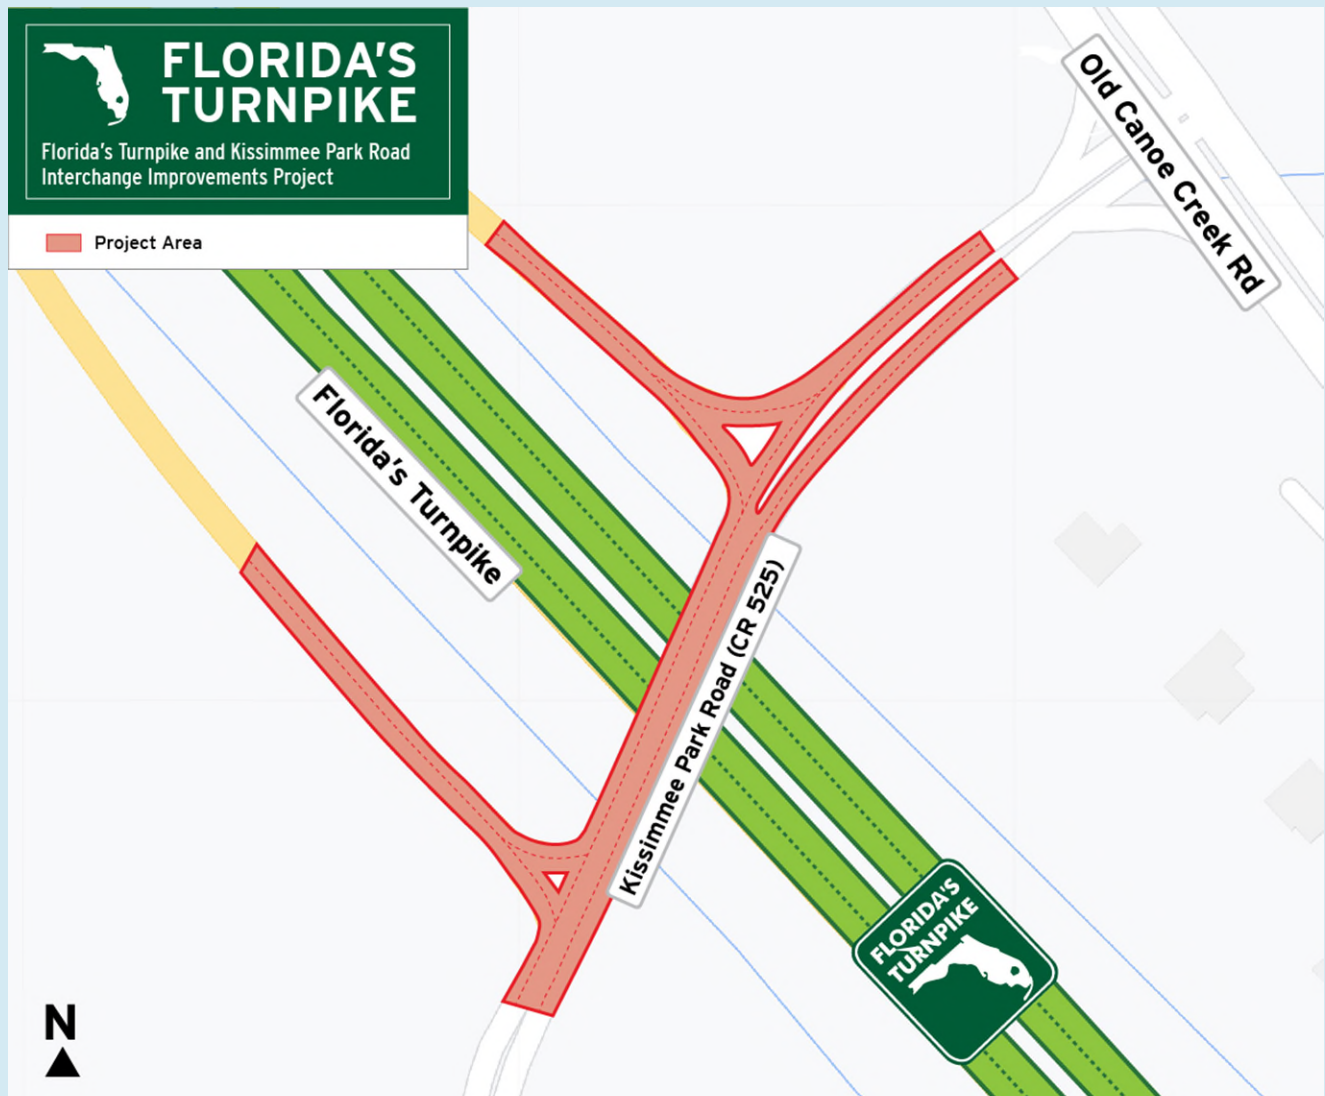 FLORIDA'S
TURNPIKE
Florida's Turnpike and Kissimmee Park Road
Interchange Improvements Project
Project Area
Old Canoe Creek Rd
Florida's Turnpike
Kissimmee Park Road (CR 525)
FLORIDA'S
TURNPIKE
N